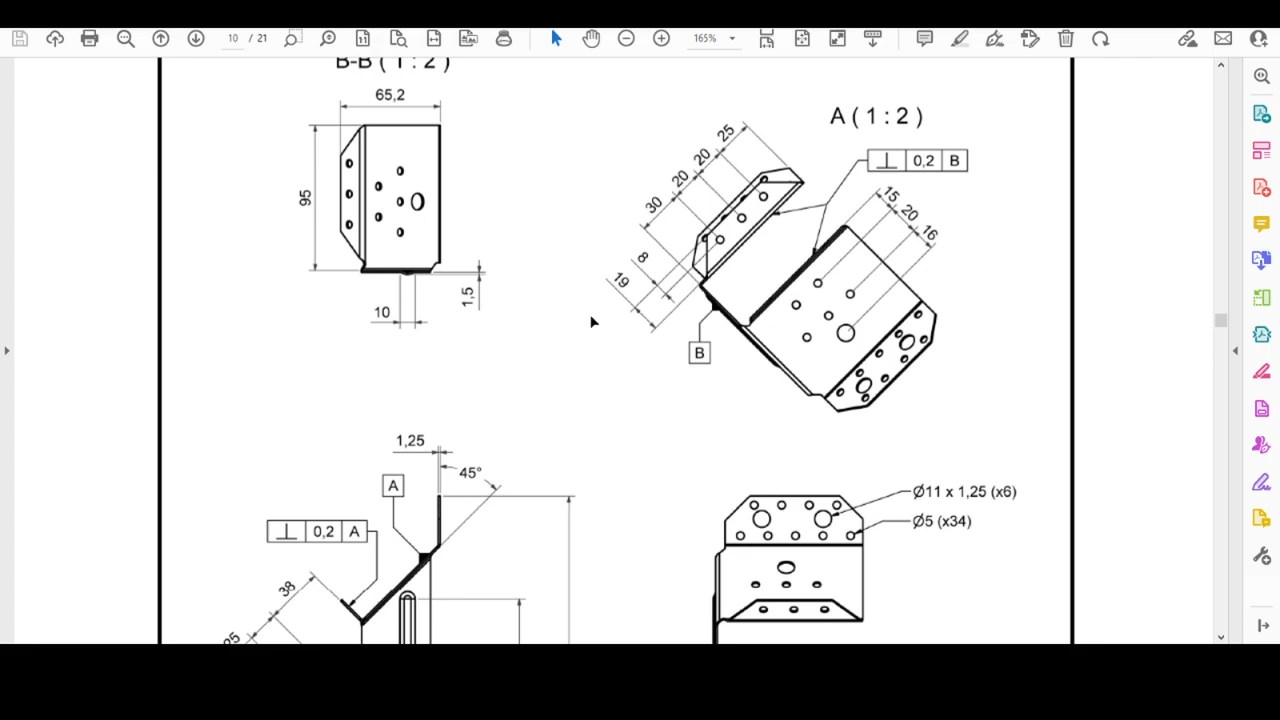 10 / 21
165%
B-B ( 1 : 2 )
65,2
95
10
1,5
A ( 1 : 2 )
25
20
20
30
8
19
⊥ 0,2 B
15
20
16
B
1,25
45°
A
⊥ 0,2 A
38
25
Ø11 x 1,25 (x6)
Ø5 (x34)